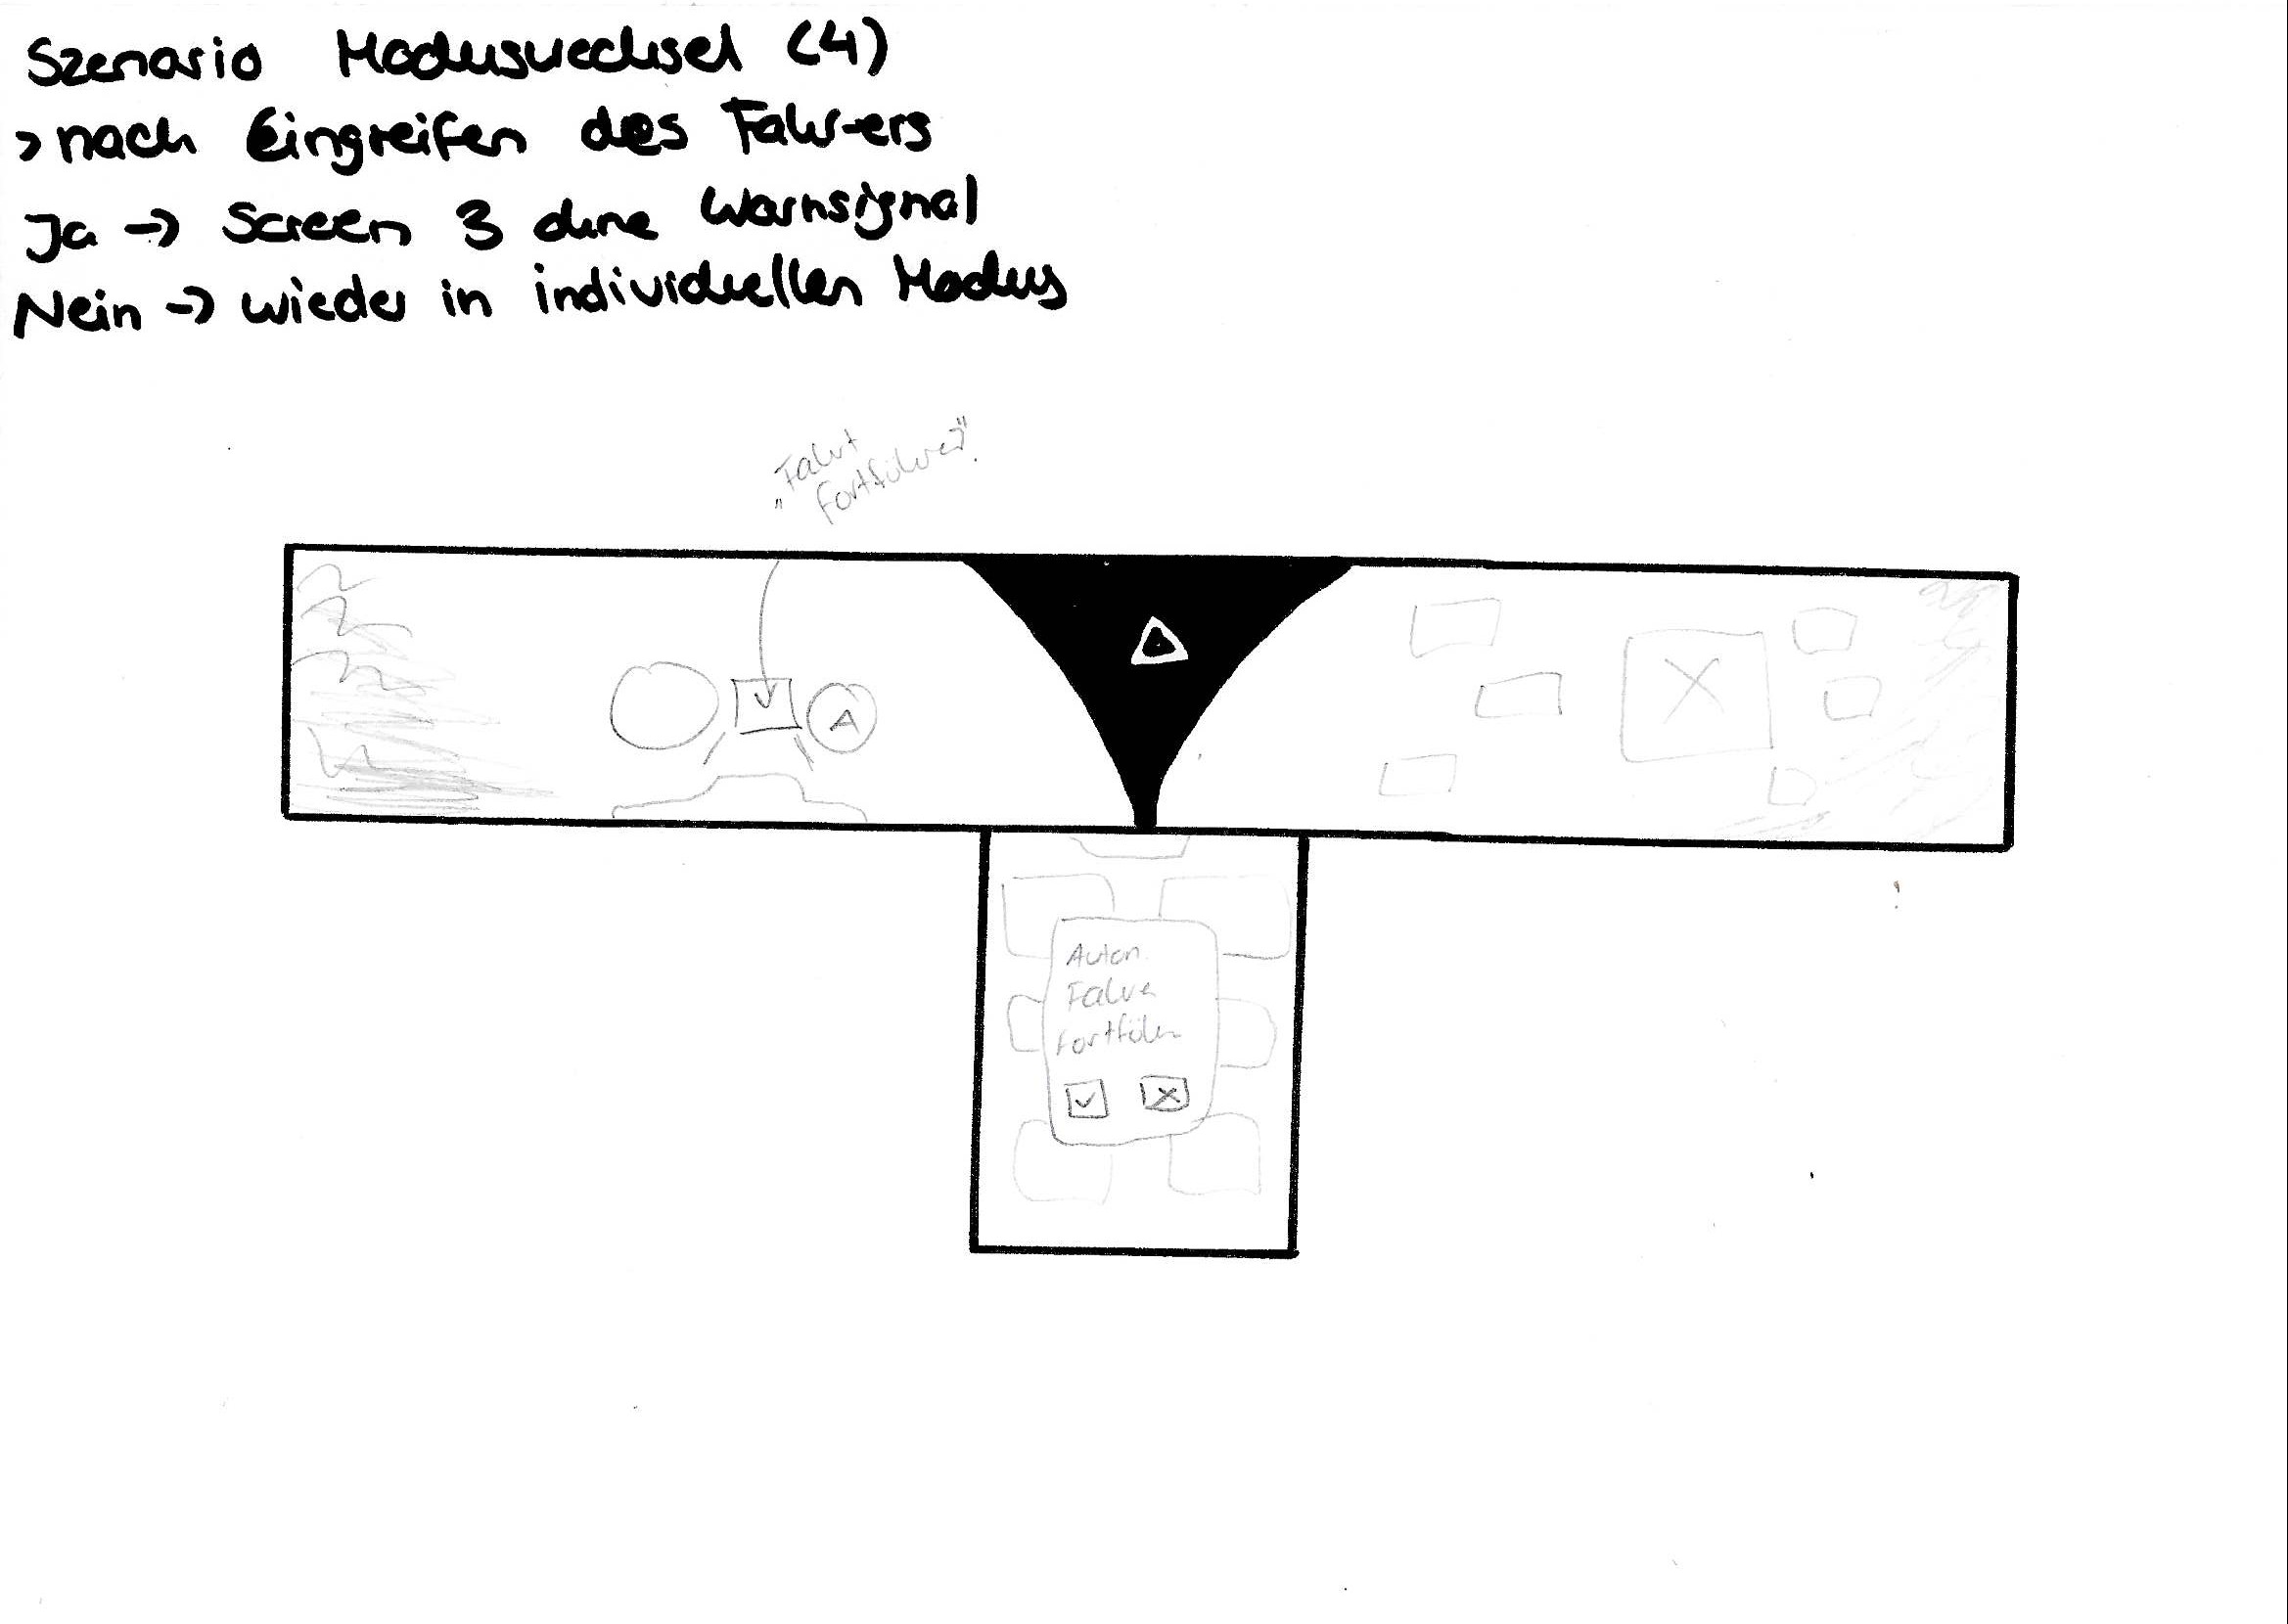 Szenario Moduswechsel (4)
> nach Eingreifen des Fahrers
Ja → Screen 3 ohne Warnsignal
Nein → wieder in individuellen Modus
„Fahrt
fortführen?"
A
Auton.
Fahrt
fortführen